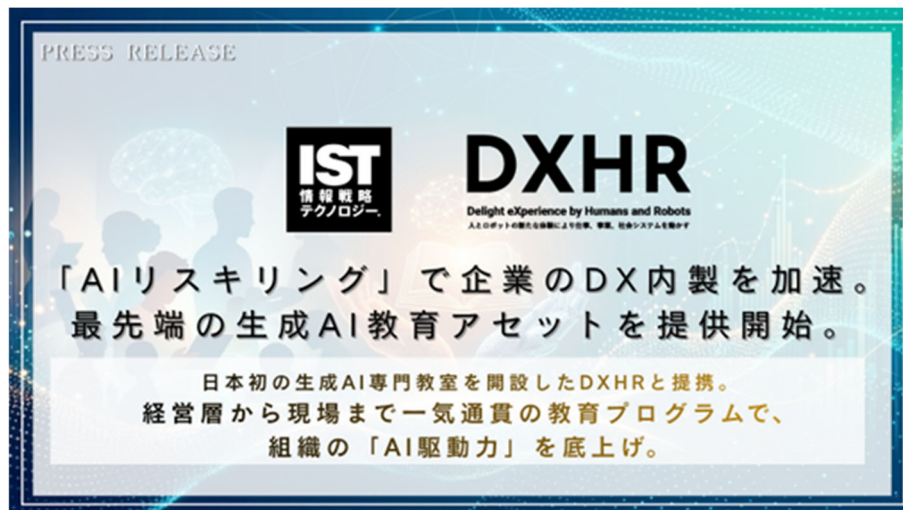 PRESS RELEASE
IST
情報戦略
テクノロジー®
DXHR
Delight eXperience by Humans and Robots
人とロボットの新たな体験により仕事、事業、社会システムを動かす
「AIリスキリング」で企業のDX内製を加速。
最先端の生成AI教育アセットを提供開始。
日本初の生成AI専門教室を開設したDXHRと提携。
経営層から現場まで一気通貫の教育プログラムで、
組織の「AI駆動力」を底上げ。